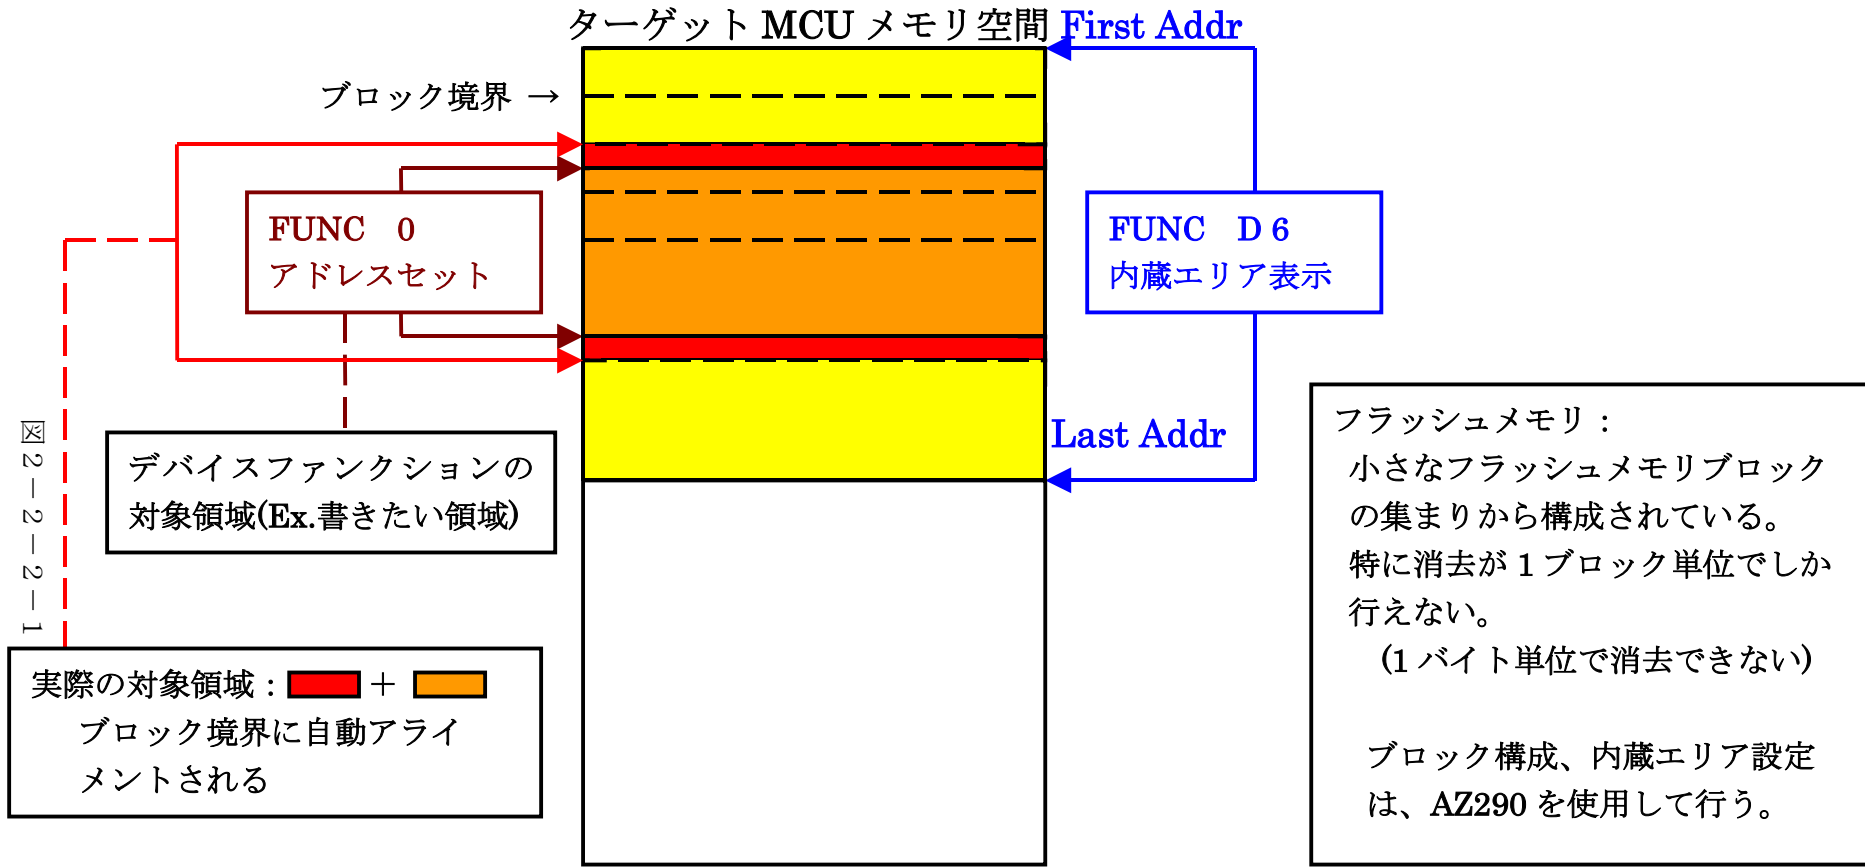 ターゲット MCU メモリ空間 First Addr
ブロック境界 →
FUNC 0
アドレスセット
FUNC D6
内蔵エリア表示
Last Addr
デバイスファンクションの
対象領域(Ex.書きたい領域)
図2-2-2-1
実際の対象領域: +
ブロック境界に自動アライ
メントされる
フラッシュメモリ:
小さなフラッシュメモリブロック
の集まりから構成されている。
特に消去が1ブロック単位でしか
行えない。
(1バイト単位で消去できない)
ブロック構成、内蔵エリア設定
は、AZ290を使用して行う。